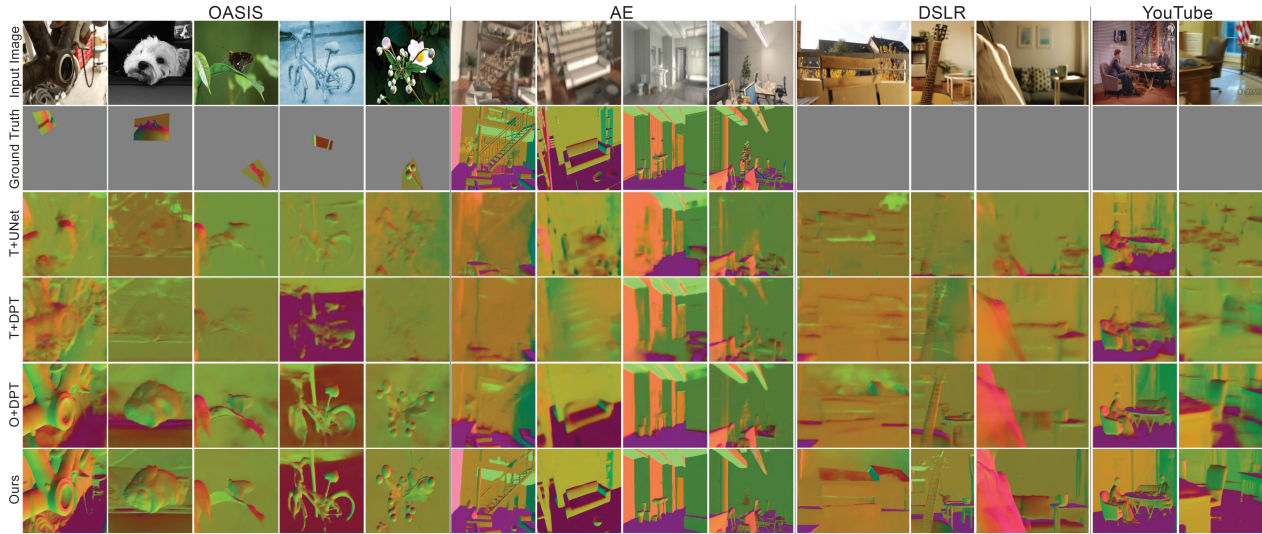 OASIS AE DSLR YouTube
Input Image
Ground Truth
T+UNet
T+DPT
O+DPT
Ours